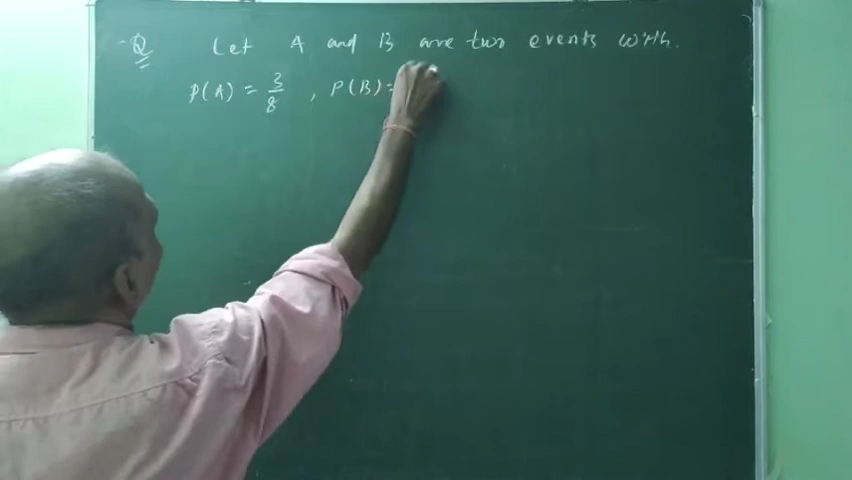 Q Let A and B are two events with.
P(A) = 3/8 , P(B) =